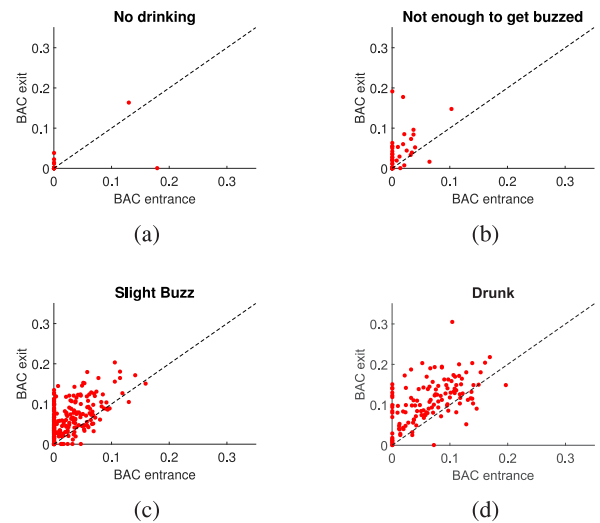 No drinking
0.3
0.2
0.1
0
0
0.1
0.2
0.3
BAC exit
BAC entrance
(a)
Not enough to get buzzed
0.3
0.2
0.1
0
0
0.1
0.2
0.3
BAC exit
BAC entrance
(b)
Slight Buzz
0.3
0.2
0.1
0
0
0.1
0.2
0.3
BAC exit
BAC entrance
(c)
Drunk
0.3
0.2
0.1
0
0
0.1
0.2
0.3
BAC exit
BAC entrance
(d)